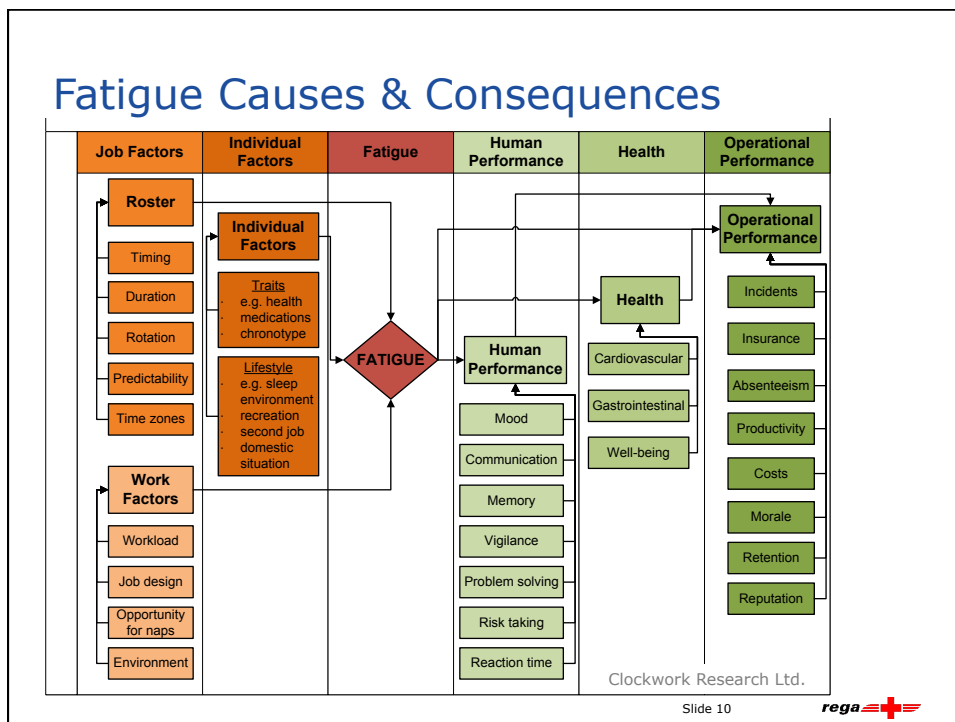 Fatigue Causes & Consequences
Job Factors
Individual
Factors
Fatigue
Human
Performance
Health
Operational
Performance
Roster
Timing
Duration
Rotation
Predictability
Time zones
Work
Factors
Workload
Job design
Opportunity
for naps
Environment
Individual
Factors
Traits
· e.g. health
· medications
· chronotype
Lifestyle
· e.g. sleep
environment
· recreation
· second job
· domestic
situation
FATIGUE
Human
Performance
Mood
Communication
Memory
Vigilance
Problem solving
Risk taking
Reaction time
Health
Cardiovascular
Gastrointestinal
Well-being
Operational
Performance
Incidents
Insurance
Absenteeism
Productivity
Costs
Morale
Retention
Reputation
Clockwork Research Ltd.
Slide 10
rega